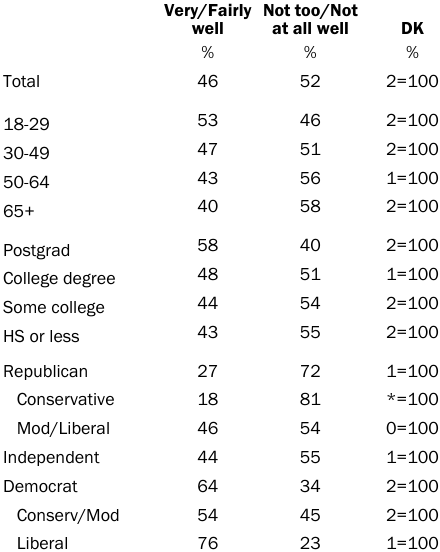 Very/Fairly well Not too/Not at all well DK
% % %
Total 46 52 2=100
18-29 53 46 2=100
30-49 47 51 2=100
50-64 43 56 1=100
65+ 40 58 2=100
Postgrad 58 40 2=100
College degree 48 51 1=100
Some college 44 54 2=100
HS or less 43 55 2=100
Republican 27 72 1=100
Conservative 18 81 *=100
Mod/Liberal 46 54 0=100
Independent 44 55 1=100
Democrat 64 34 2=100
Conserv/Mod 54 45 2=100
Liberal 76 23 1=100